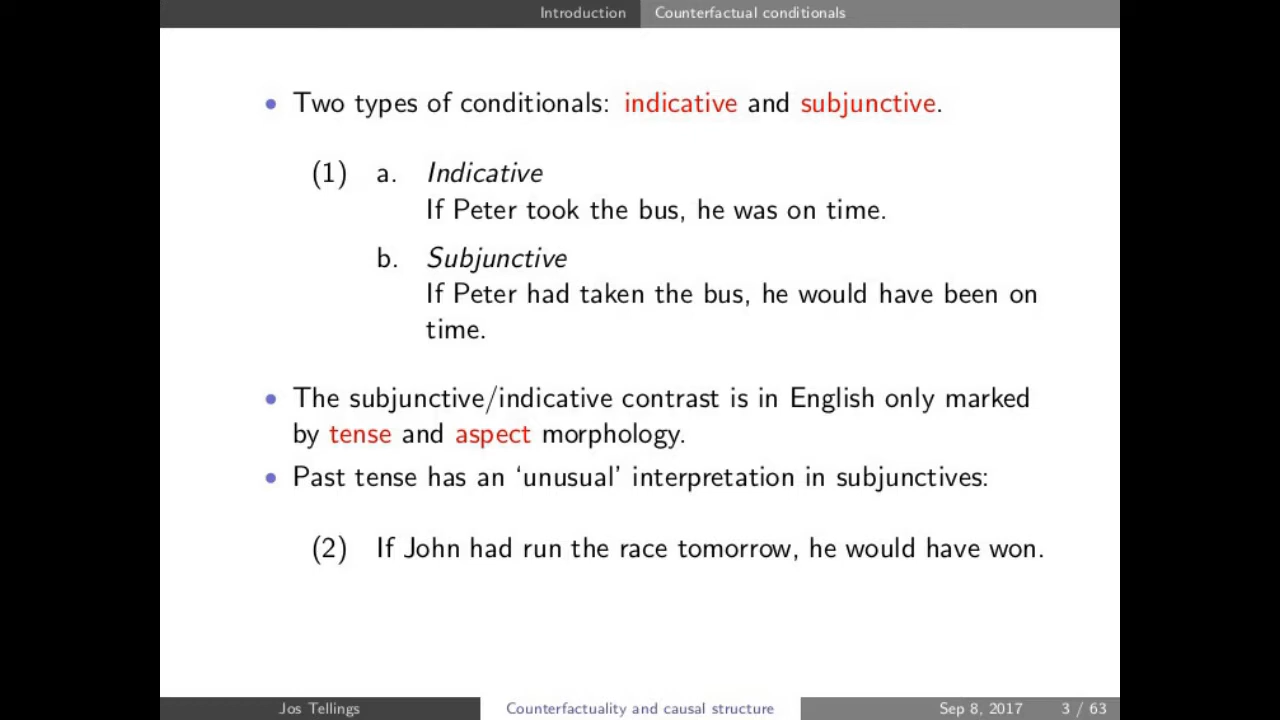 Introduction Counterfactual conditionals
• Two types of conditionals: indicative and subjunctive.
(1) a. Indicative
If Peter took the bus, he was on time.
b. Subjunctive
If Peter had taken the bus, he would have been on
time.
• The subjunctive/indicative contrast is in English only marked
by tense and aspect morphology.
• Past tense has an ‘unusual’ interpretation in subjunctives:
(2) If John had run the race tomorrow, he would have won.
Jos Tellings Counterfactuality and causal structure Sep 8, 2017 3 / 63